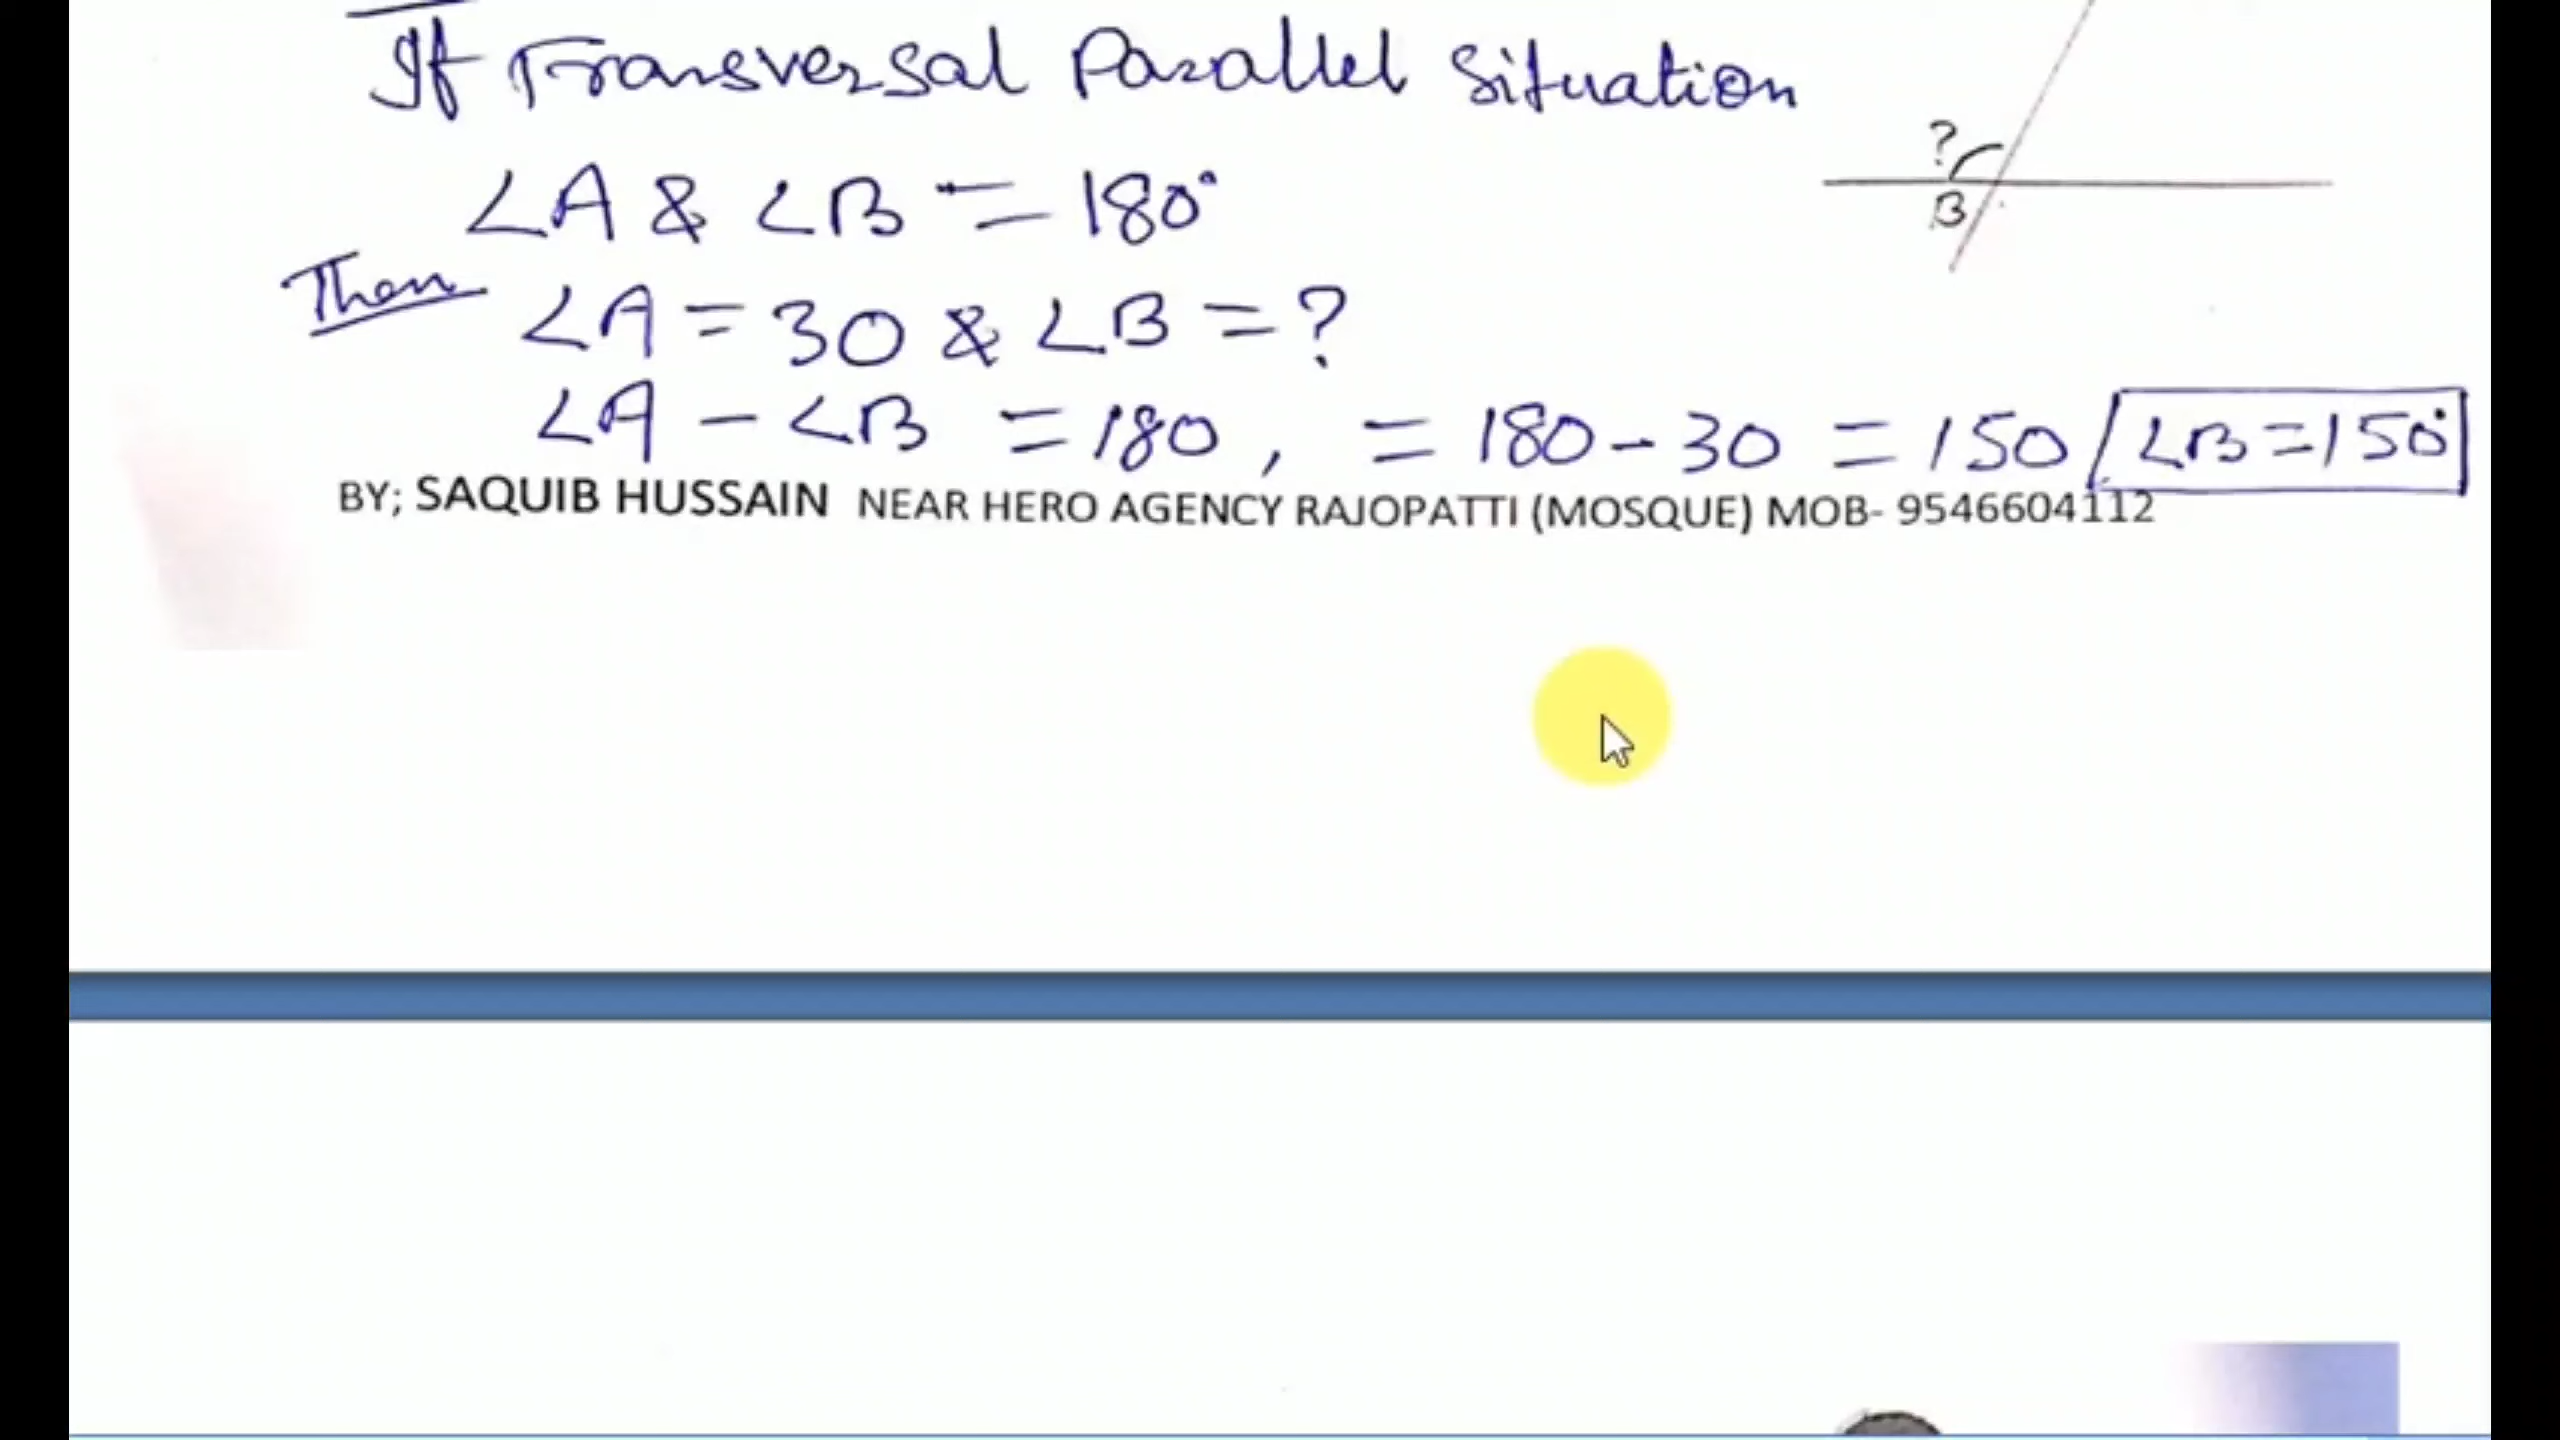 If Transversal Parallel Situation
∠A & ∠B = 180°
?
B
Then ∠A = 30 & ∠B = ?
∠A - ∠B = 180, = 180 - 30 = 150 ∠B = 150°
BY; SAQUIB HUSSAIN NEAR HERO AGENCY RAJOPATTI (MOSQUE) MOB- 9546604112